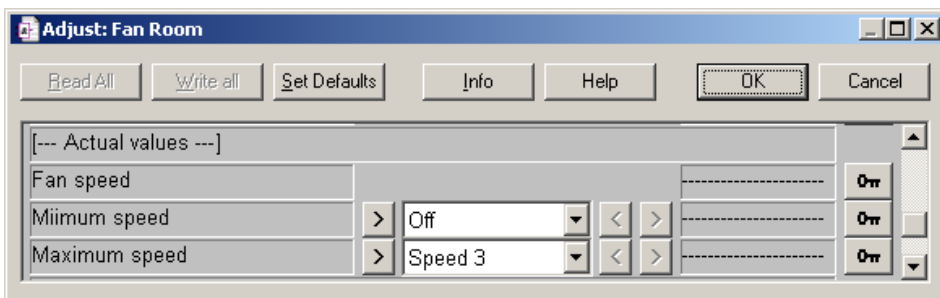 Adjust: Fan Room
Read All Write all Set Defaults Info Help OK Cancel
[--- Actual values ---]
Fan speed ----------------------
Miimum speed > Off < > ----------------------
Maximum speed > Speed 3 < > ----------------------